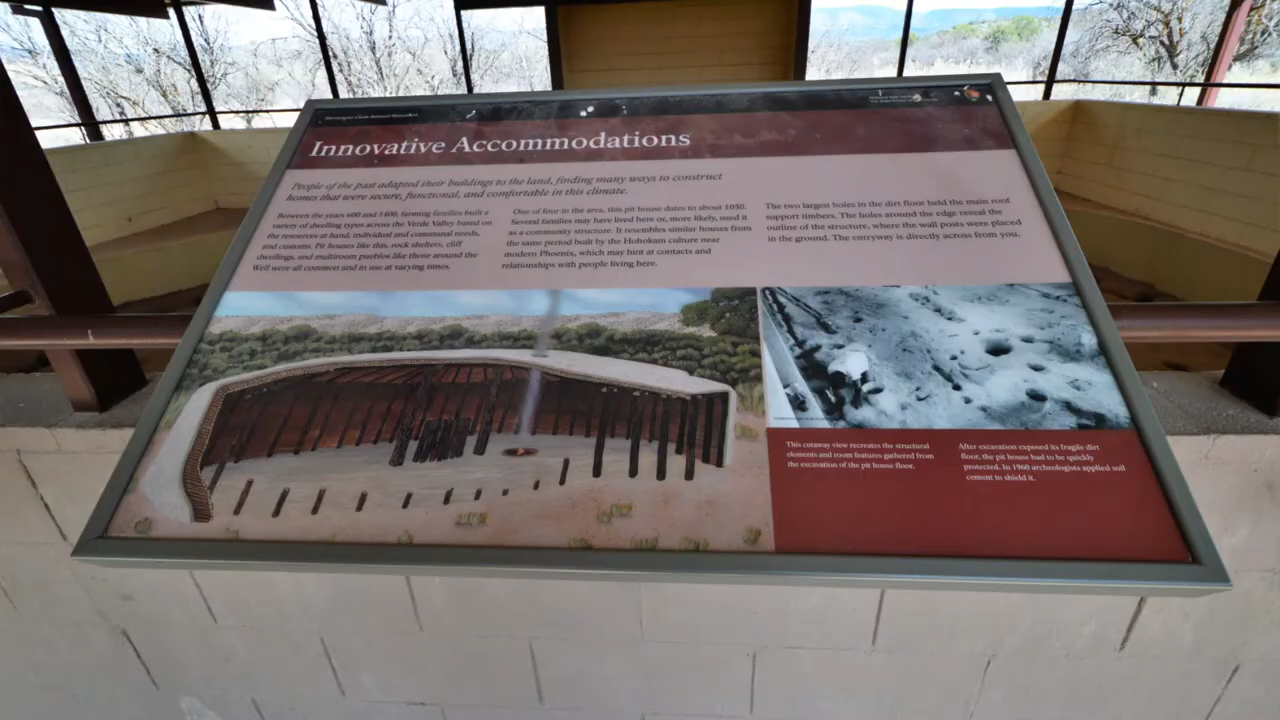 Montezuma Castle National Monument
Innovative Accommodations
People of the past adapted their buildings to the land, finding many ways to construct
homes that were secure, functional, and comfortable in this climate.
Between the years 600 and 1400, farming families built a
variety of dwelling types across the Verde Valley based on
the resources at hand, individual and communal needs,
and customs. Pit houses like this, rock shelters, cliff
dwellings, and multiroom pueblos like those around the
Well were all common and in use at varying times.
One of four in the area, this pit house dates to about 1050.
Several families may have lived here or, more likely, used it
as a community structure. It resembles similar houses from
the same period built by the Hohokam culture near
modern Phoenix, which may hint at contacts and
relationships with people living here.
The two largest holes in the dirt floor held the main roof
support timbers. The holes around the edge reveal the
outline of the structure, where the wall posts were placed
in the ground. The entryway is directly across from you.
This cutaway view recreates the structural
elements and room features gathered from
the excavation of the pit house floor.
After excavation exposed its fragile dirt
floor, the pit house had to be quickly
protected. In 1960 archeologists applied soil
cement to shield it.